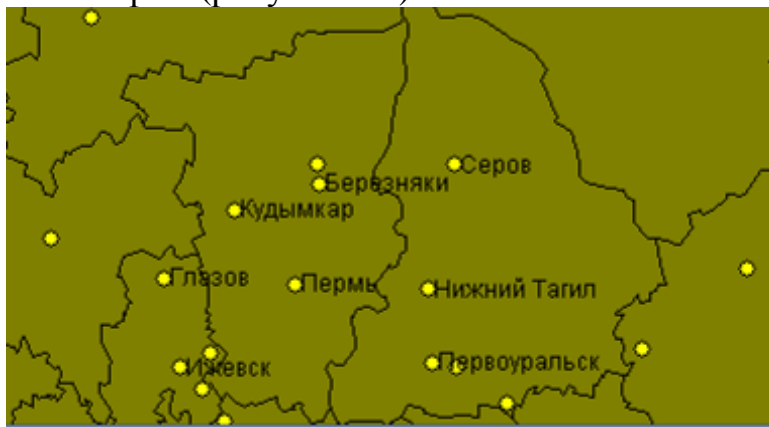 Серов
Березняки
Кудымкар
Глазов
Пермь
Нижний Тагил
Первоуральск
Ижевск